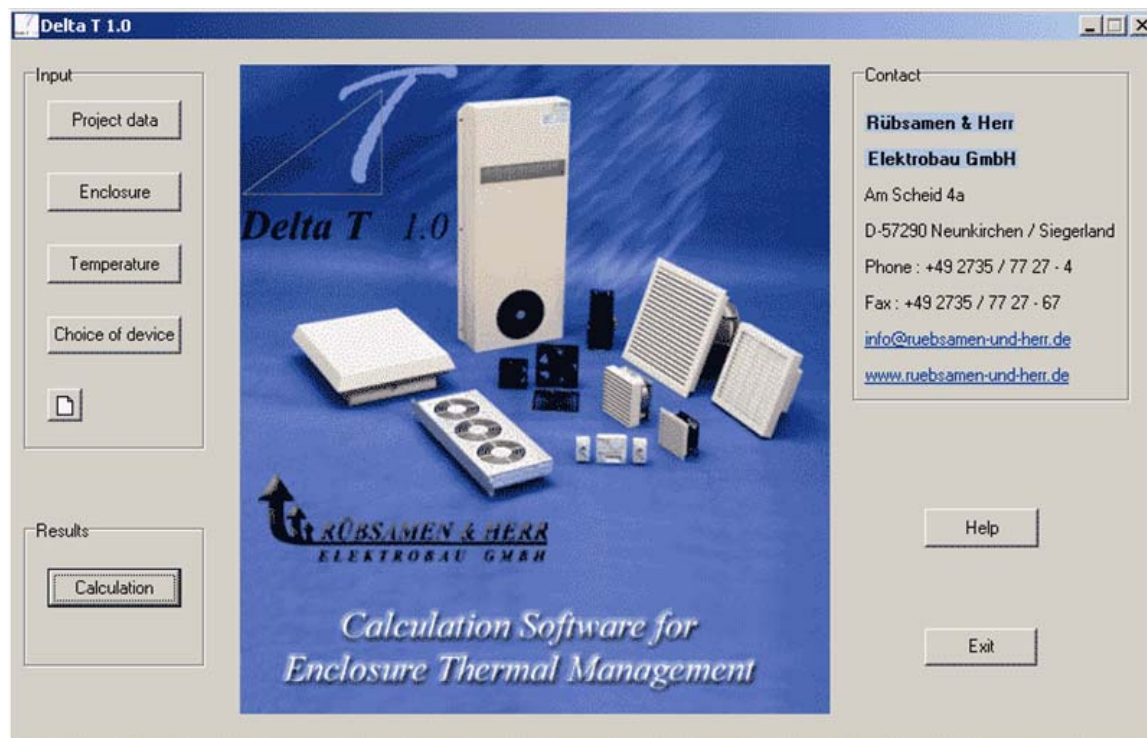 Delta T 1.0
Input
Project data
Enclosure
Temperature
Choice of device
Results
Calculation
T
Delta T 1.0
RÜBSAMEN & HERR
ELEKTROBAU GMBH
Calculation Software for
Enclosure Thermal Management
Contact
Rübsamen & Herr
Elektrobau GmbH
Am Scheid 4a
D-57290 Neunkirchen / Siegerland
Phone : +49 2735 / 77 27 - 4
Fax : +49 2735 / 77 27 - 67
info@ruebsamen-und-herr.de
www.ruebsamen-und-herr.de
Help
Exit